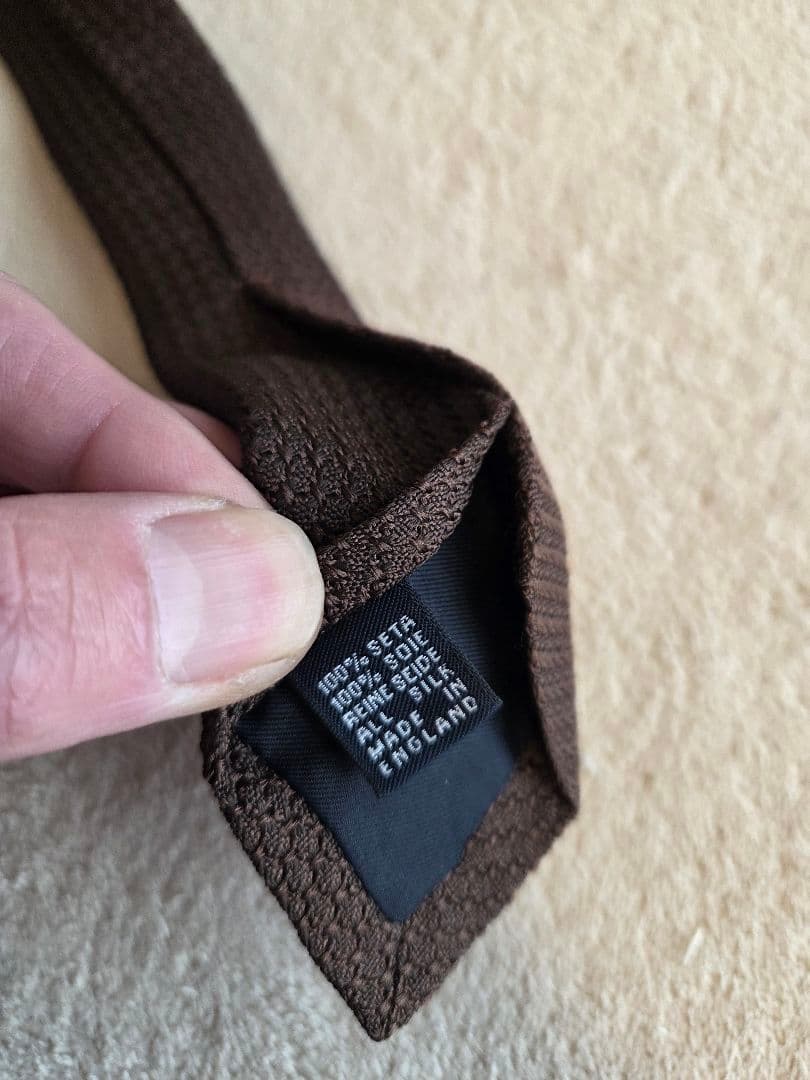 100% SETA
100% SOIE
REINE SEIDE
ALL SILK
MADE IN
ENGLAND